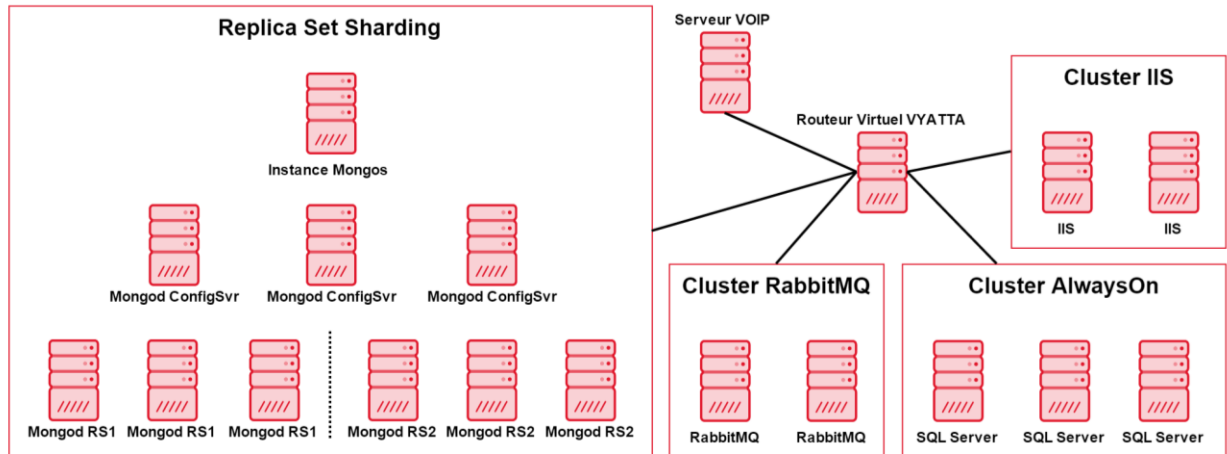 Replica Set Sharding
Instance Mongos
Mongod ConfigSvr
Mongod ConfigSvr
Mongod ConfigSvr
Mongod RS1
Mongod RS1
Mongod RS1
Mongod RS2
Mongod RS2
Mongod RS2
Serveur VOIP
Routeur Virtuel VYATTA
Cluster IIS
IIS
IIS
Cluster RabbitMQ
RabbitMQ
RabbitMQ
Cluster AlwaysOn
SQL Server
SQL Server
SQL Server